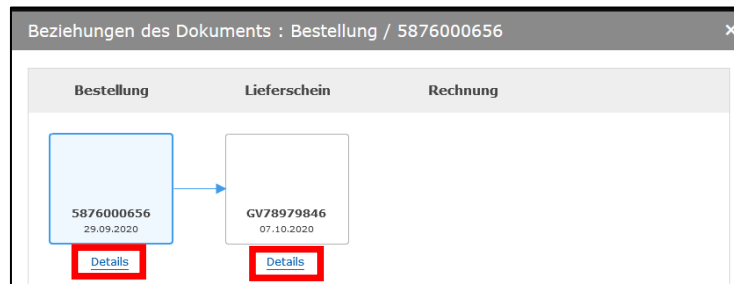 Beziehungen des Dokuments : Bestellung / 5876000656
Bestellung Lieferschein Rechnung
5876000656 GV78979846
29.09.2020 07.10.2020
Details Details